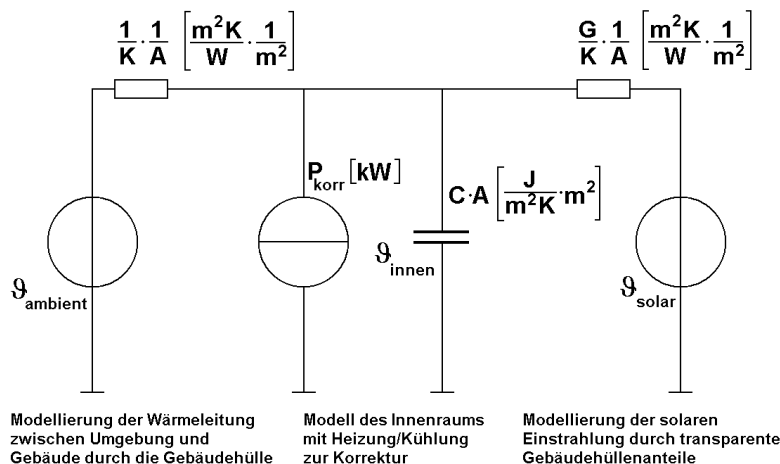 1/K · 1/A [m²K/W · 1/m²]
G/K · 1/A [m²K/W · 1/m²]
P_korr [kW]
C·A [J/m²K · m²]
ϑ_ambient
ϑ_innen
ϑ_solar
Modellierung der Wärmeleitung
zwischen Umgebung und
Gebäude durch die Gebäudehülle
Modell des Innenraums
mit Heizung/Kühlung
zur Korrektur
Modellierung der solaren
Einstrahlung durch transparente
Gebäudehüllenanteile